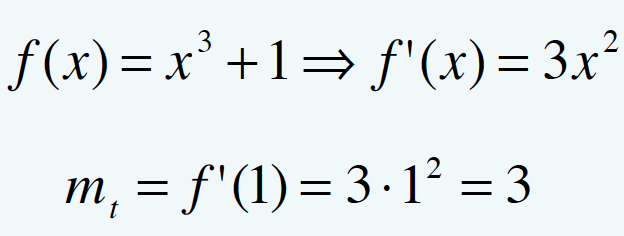 f(x) = x³ + 1 ⇒ f'(x) = 3x²
mₜ = f'(1) = 3 · 1² = 3